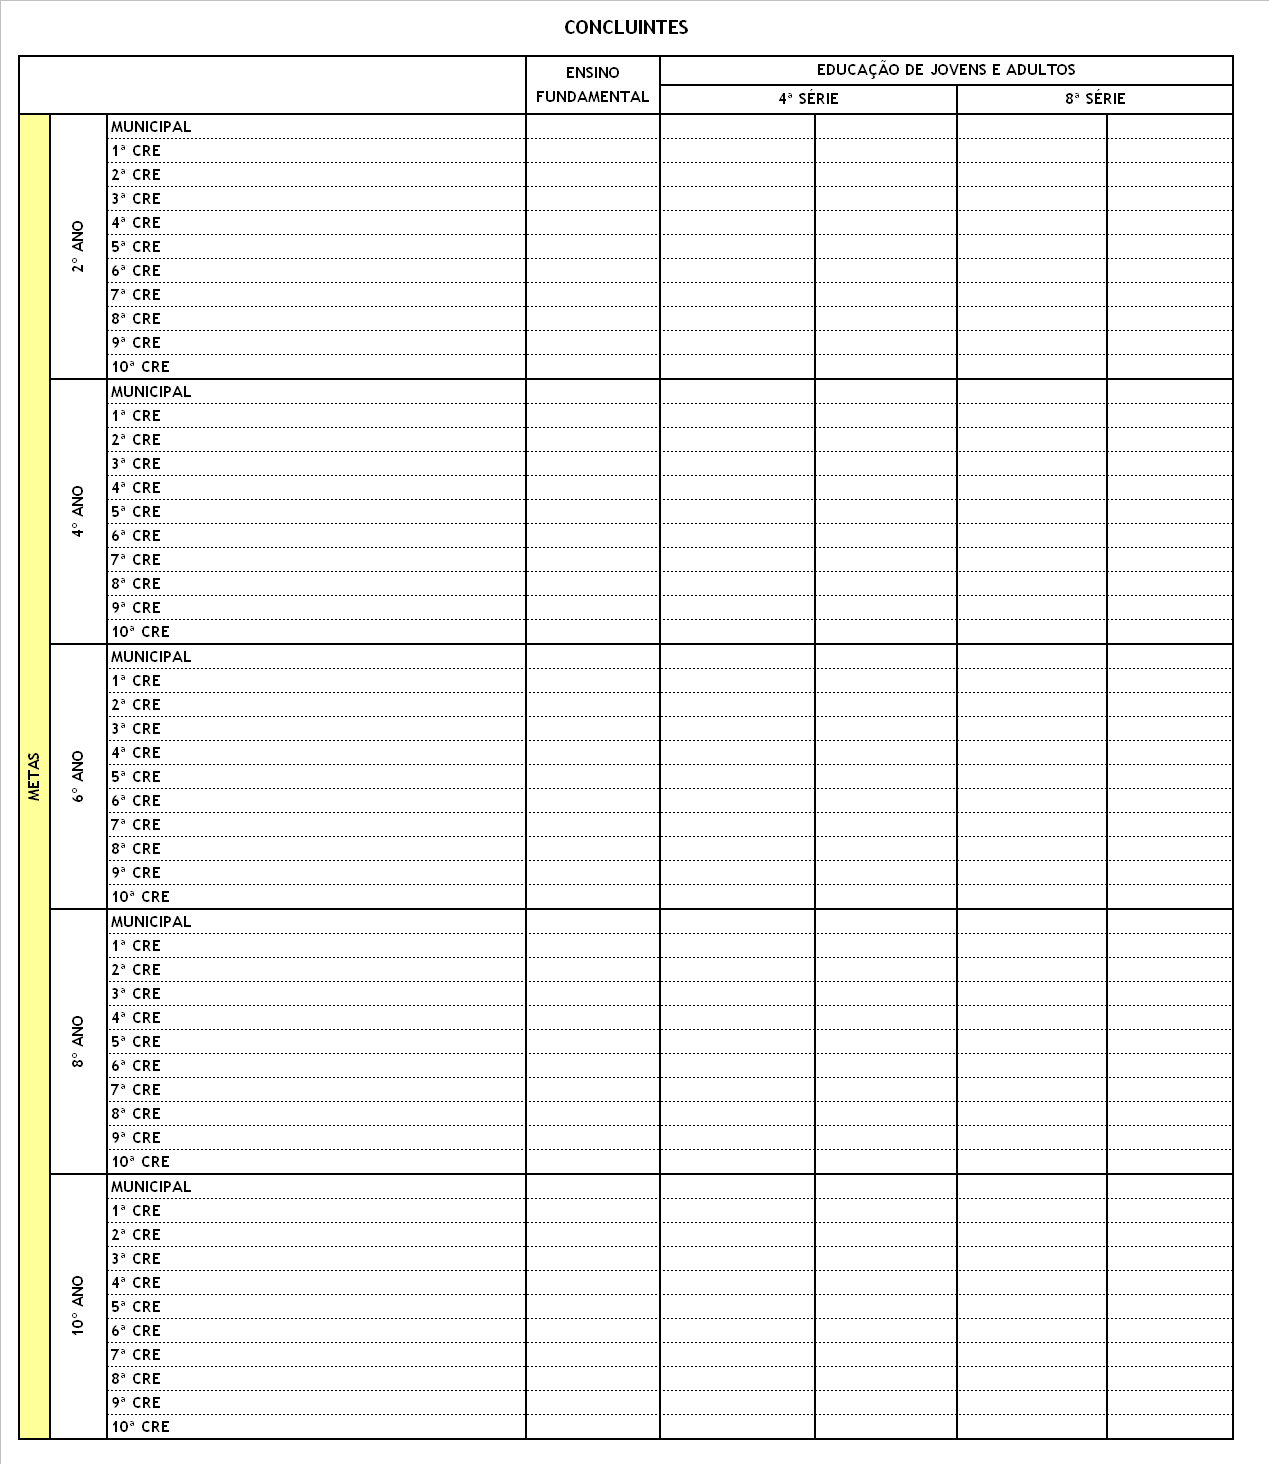 CONCLUINTES
ENSINO
FUNDAMENTAL
EDUCAÇÃO DE JOVENS E ADULTOS
4ª SÉRIE
8ª SÉRIE
METAS
2º ANO
MUNICIPAL
1ª CRE
2ª CRE
3ª CRE
4ª CRE
5ª CRE
6ª CRE
7ª CRE
8ª CRE
9ª CRE
10ª CRE
4º ANO
MUNICIPAL
1ª CRE
2ª CRE
3ª CRE
4ª CRE
5ª CRE
6ª CRE
7ª CRE
8ª CRE
9ª CRE
10ª CRE
6º ANO
MUNICIPAL
1ª CRE
2ª CRE
3ª CRE
4ª CRE
5ª CRE
6ª CRE
7ª CRE
8ª CRE
9ª CRE
10ª CRE
8º ANO
MUNICIPAL
1ª CRE
2ª CRE
3ª CRE
4ª CRE
5ª CRE
6ª CRE
7ª CRE
8ª CRE
9ª CRE
10ª CRE
10º ANO
MUNICIPAL
1ª CRE
2ª CRE
3ª CRE
4ª CRE
5ª CRE
6ª CRE
7ª CRE
8ª CRE
9ª CRE
10ª CRE